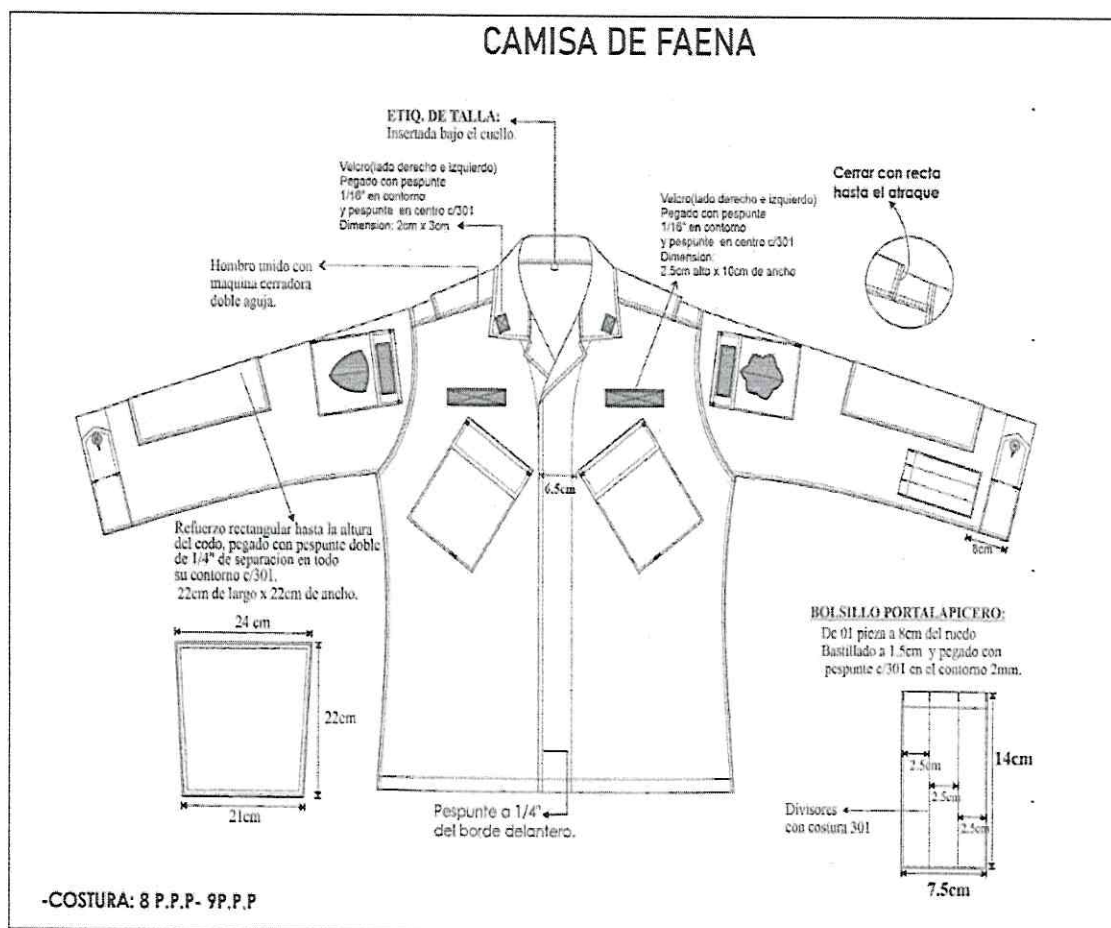 CAMISA DE FAENA
ETIQ. DE TALLA:
Insertada bajo el cuello.
Velcro(lado derecho e izquierdo)
Pegado con pespunte
1/16" en contorno
y pespunte en centro c/301
Dimension: 2cm x 3cm
Velcro(lado derecho e izquierdo)
Pegado con pespunte
1/16" en contorno
y pespunte en centro c/301
Dimension:
2.5cm alto x 10cm de ancho
Cerrar con recta
hasta el atraque
Hombro unido con
maquina cerradora
doble aguja.
6.5cm
8cm
Refuerzo rectangular hasta la altura
del codo, pegado con pespunte doble
de 1/4" de separacion en todo
su contorno c/301.
22cm de largo x 22cm de ancho.
24 cm
22cm
21cm
Pespunte a 1/4"
del borde delantero.
BOLSILLO PORTALAPICERO:
De 01 pieza a 8cm del ruedo
Bastillado a 1.5cm y pegado con
pespunte c/301 en el contorno 2mm.
14cm
2.5cm
2.5cm
2.5cm
Divisores
con costura 301
7.5cm
-COSTURA: 8 P.P.P- 9P.P.P